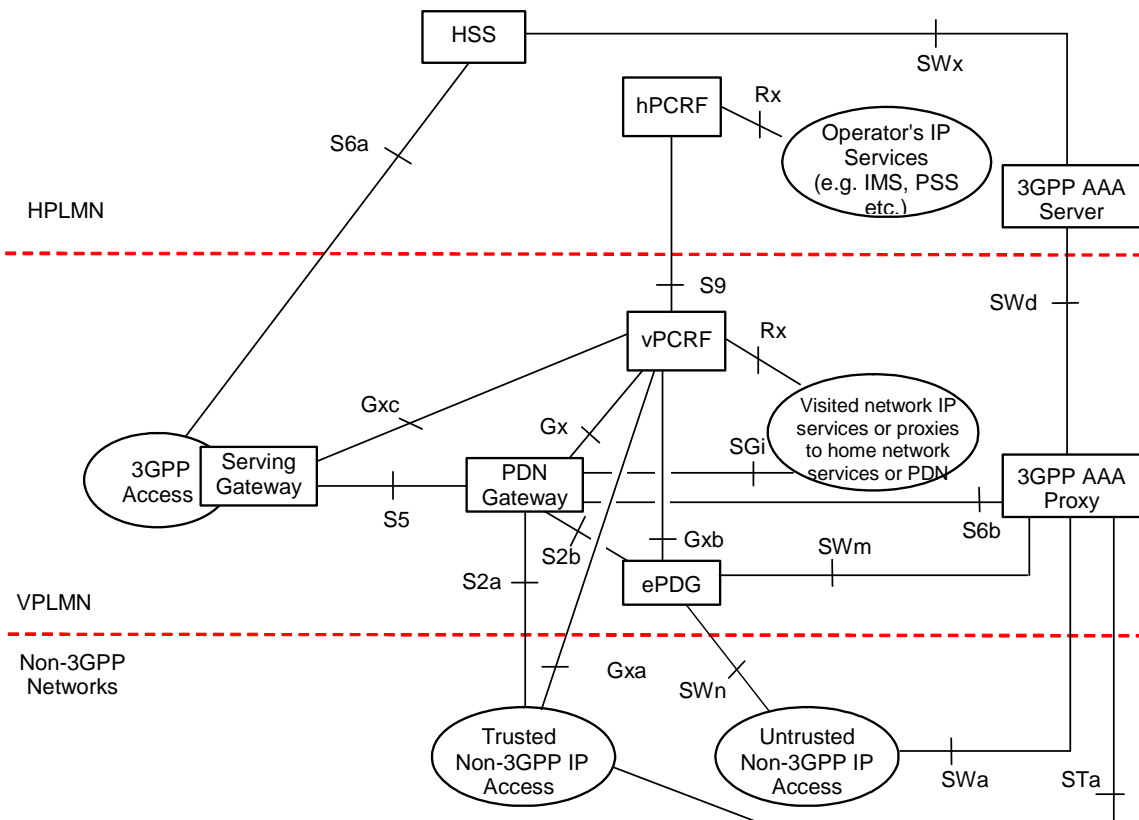 HSS
SWx
hPCRF
Rx
Operator's IP
Services
(e.g. IMS, PSS
etc.)
S6a
3GPP AAA
Server
HPLMN
S9
SWd
vPCRF
Rx
Gxc
Gx
Visited network IP
services or proxies
to home network
services or PDN
SGi
3GPP
Access
Serving
Gateway
PDN
Gateway
3GPP AAA
Proxy
S5
S6b
S2b
Gxb
SWm
S2a
ePDG
VPLMN
Non-3GPP
Networks
Gxa
SWn
Trusted
Non-3GPP IP
Access
Untrusted
Non-3GPP IP
Access
SWa
STa